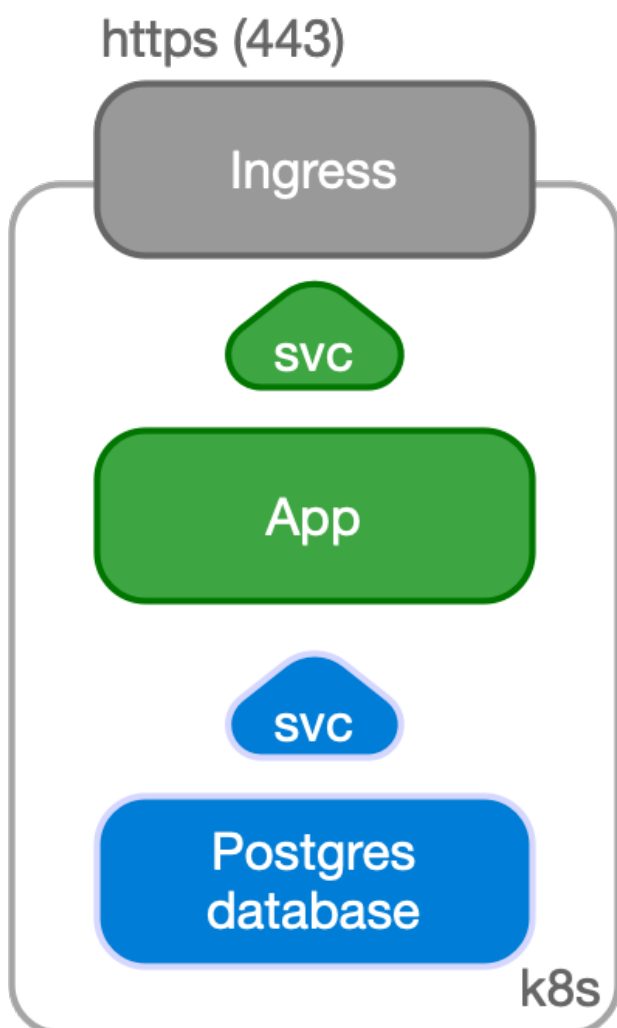 https (443)
Ingress
svc
App
svc
Postgres
database
k8s